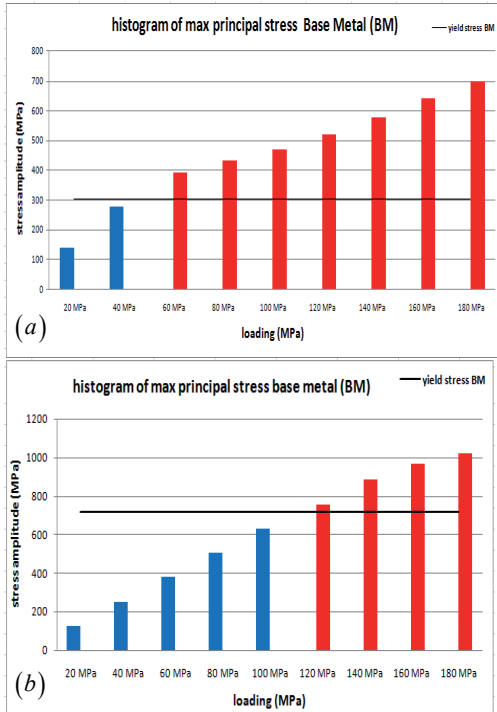 histogram of max principal stress Base Metal (BM)
yield stress BM
800
700
600
500
400
300
200
100
0
stress amplitude (MPa)
20 MPa 40 MPa 60 MPa 80 MPa 100 MPa 120 MPa 140 MPa 160 MPa 180 MPa
loading (MPa)
(a)
histogram of max principal stress base metal (BM)
yield stress BM
1200
1000
800
600
400
200
0
stress amplitude (MPa)
20 MPa 40 MPa 60 MPa 80 MPa 100 MPa 120 MPa 140 MPa 160 MPa 180 MPa
loading (MPa)
(b)